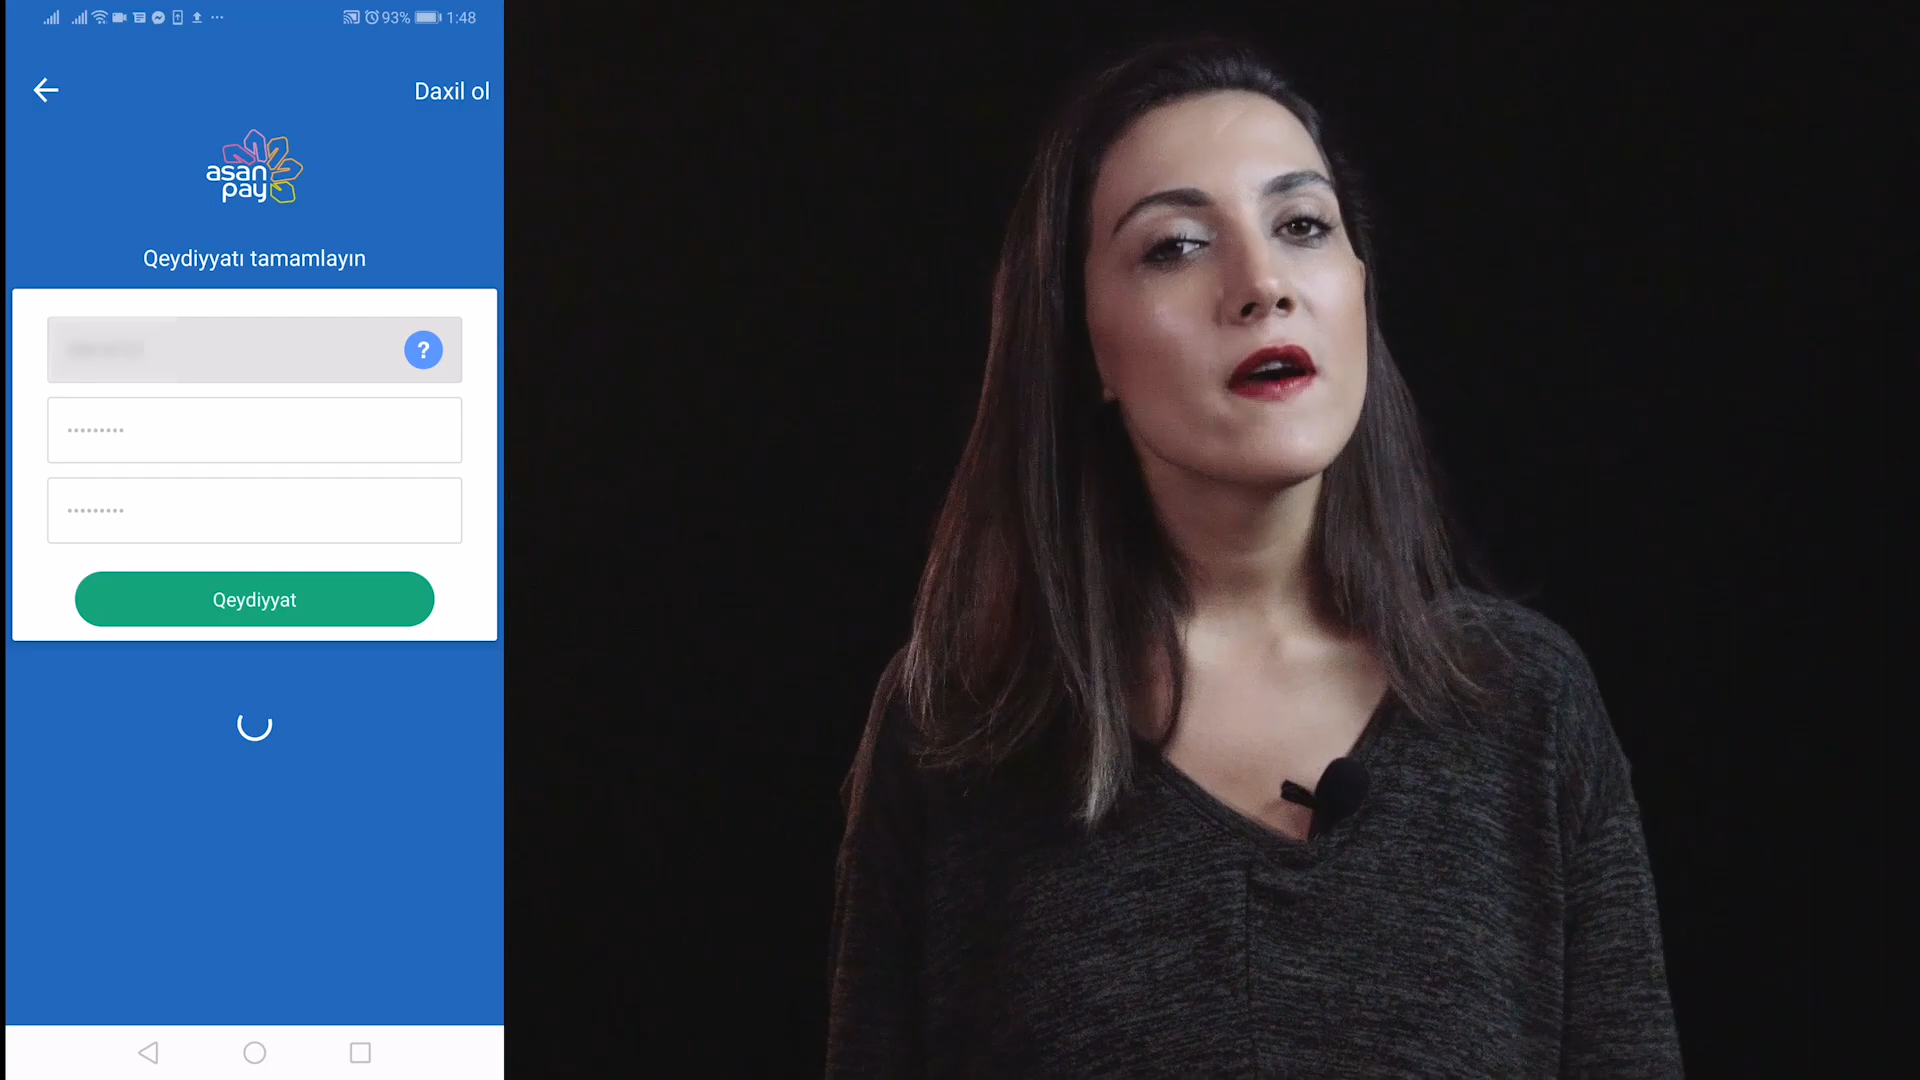 93% 1:48
Daxil ol
asan
pay
Qeydiyyatı tamamlayın
?
•••••••••
•••••••••
Qeydiyyat